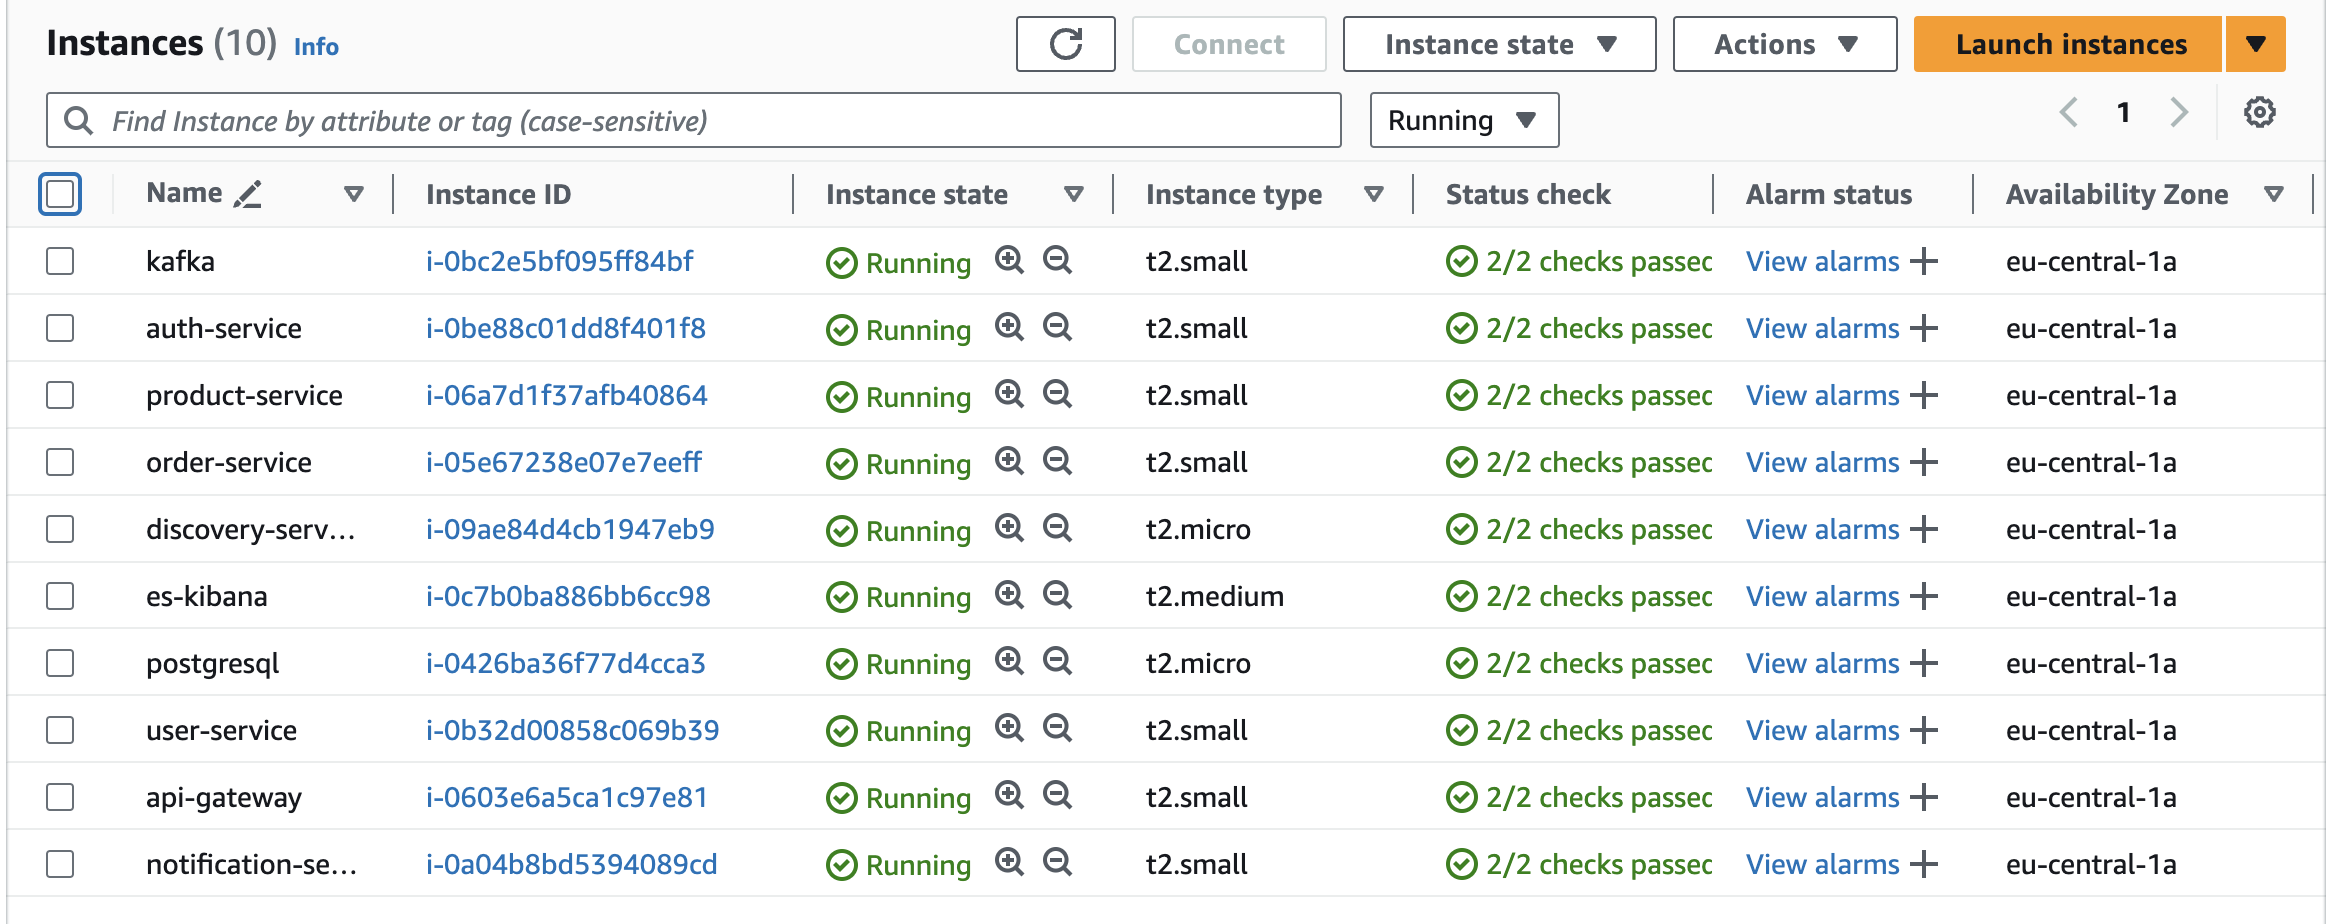 Instances (10) Info Connect Instance state Actions Launch instances
Find Instance by attribute or tag (case-sensitive) Running 1
Name Instance ID Instance state Instance type Status check Alarm status Availability Zone
kafka i-0bc2e5bf095ff84bf Running t2.small 2/2 checks passec View alarms eu-central-1a
auth-service i-0be88c01dd8f401f8 Running t2.small 2/2 checks passec View alarms eu-central-1a
product-service i-06a7d1f37afb40864 Running t2.small 2/2 checks passec View alarms eu-central-1a
order-service i-05e67238e07e7eeff Running t2.small 2/2 checks passec View alarms eu-central-1a
discovery-serv... i-09ae84d4cb1947eb9 Running t2.micro 2/2 checks passec View alarms eu-central-1a
es-kibana i-0c7b0ba886bb6cc98 Running t2.medium 2/2 checks passec View alarms eu-central-1a
postgresql i-0426ba36f77d4cca3 Running t2.micro 2/2 checks passec View alarms eu-central-1a
user-service i-0b32d00858c069b39 Running t2.small 2/2 checks passec View alarms eu-central-1a
api-gateway i-0603e6a5ca1c97e81 Running t2.small 2/2 checks passec View alarms eu-central-1a
notification-se... i-0a04b8bd5394089cd Running t2.small 2/2 checks passec View alarms eu-central-1a